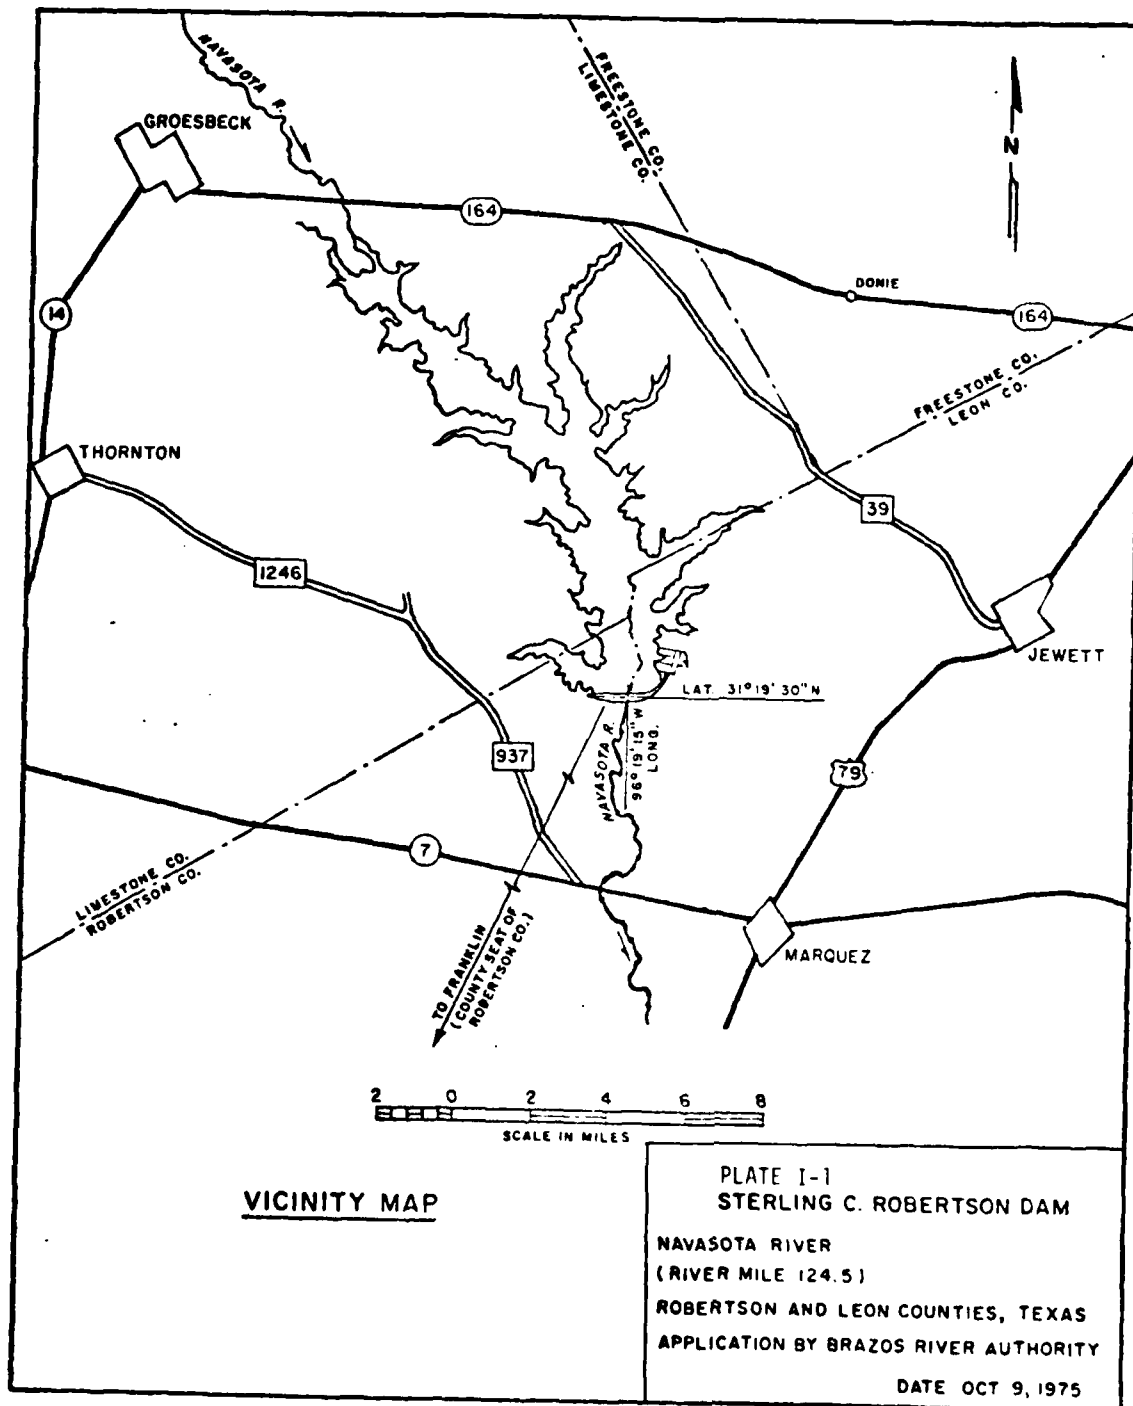 NAVASOTA R.
FREESTONE CO.
LIMESTONE CO.
GROESBECK
N
164
DONIE
14
164
FREESTONE CO.
LEON CO.
THORNTON
39
1246
JEWETT
LAT. 31° 19' 30" N
NAVASOTA R.
96° 19' 15" W
LONG.
937
79
7
LIMESTONE CO.
ROBERTSON CO.
TO FRANKLIN
(COUNTY SEAT OF
ROBERTSON CO.)
MARQUEZ
2 0 2 4 6 8
SCALE IN MILES
VICINITY MAP
PLATE I-1
STERLING C. ROBERTSON DAM
NAVASOTA RIVER
(RIVER MILE 124.5)
ROBERTSON AND LEON COUNTIES, TEXAS
APPLICATION BY BRAZOS RIVER AUTHORITY
DATE OCT 9, 1975